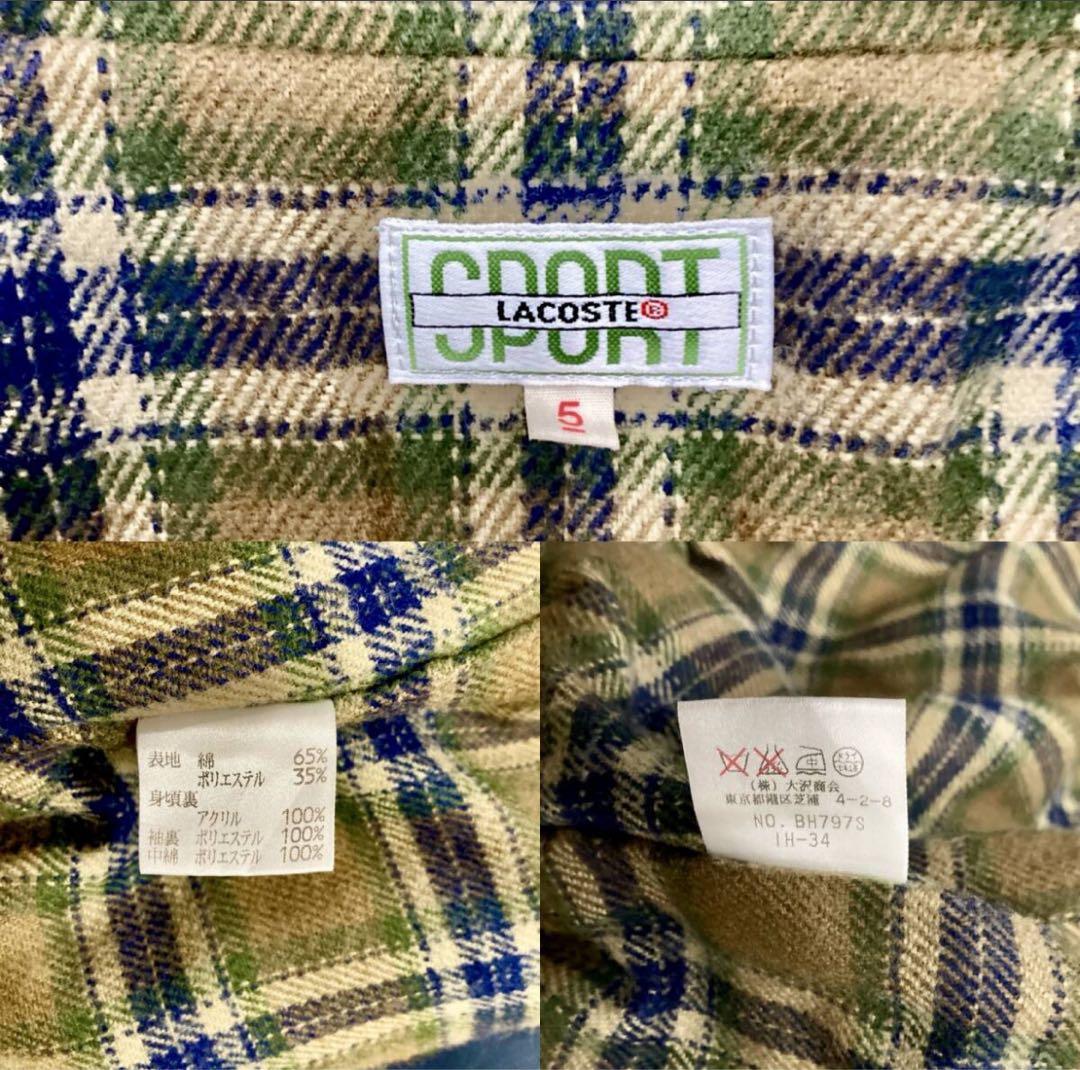 SPORT
LACOSTE
SPORT
5
表地 綿 65%
ポリエステル 35%
身頃裏
アクリル 100%
袖裏 ポリエステル 100%
中綿 ポリエステル 100%
中
(株) 大沢商会
東京都港区芝浦 4-2-8
NO. BH797S
IH-34